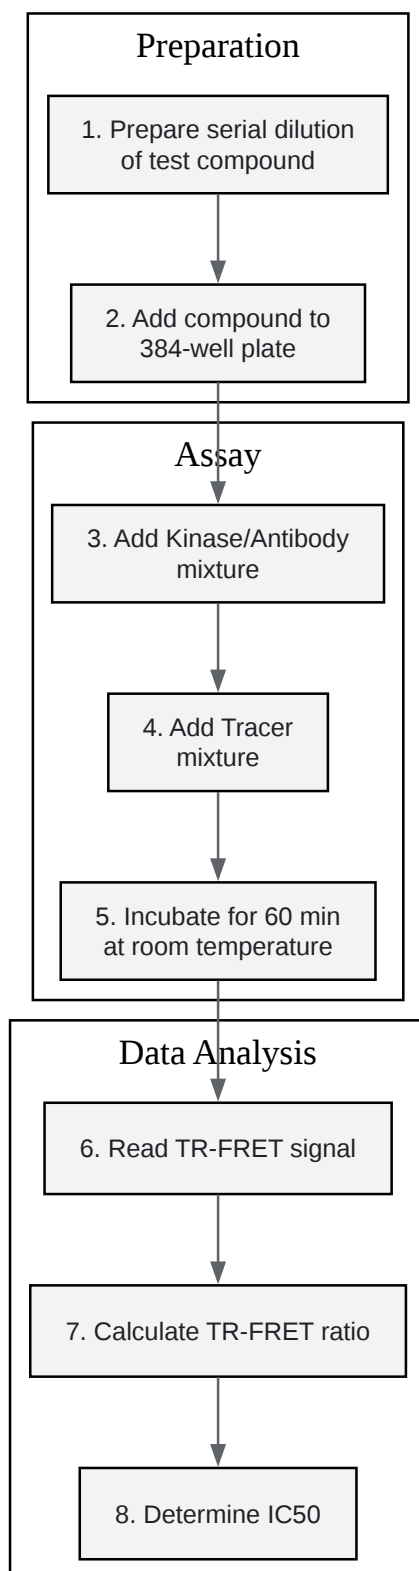 Preparation
1. Prepare serial dilution
of test compound
2. Add compound to
384-well plate
Assay
3. Add Kinase/Antibody
mixture
4. Add Tracer
mixture
5. Incubate for 60 min
at room temperature
Data Analysis
6. Read TR-FRET signal
7. Calculate TR-FRET ratio
8. Determine IC50